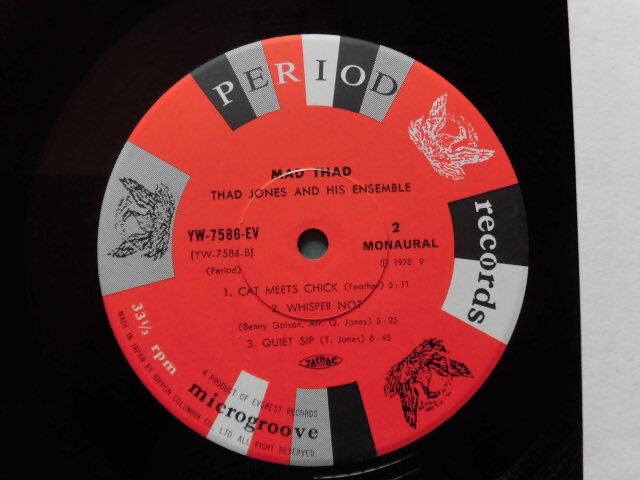 PERIOD
records
MAD THAD
THAD JONES AND HIS ENSEMBLE
YW-7586-EV
(YW-7586-B)
(Period)
2
MONAURAL
Ⓟ 1978. 9
1. CAT MEETS CHICK (Feather) 5:11
2. WHISPER NOT
(Benny Golson, Arr. Q. Jones) 5:25
3. QUIET SIP (T. Jones) 8:45
JASRAC
33 1/3 rpm
microgroove
A PRODUCT OF EVEREST RECORDS
MADE IN JAPAN BY NIPPON COLUMBIA CO., LTD ALL RIGHT RESERVED.